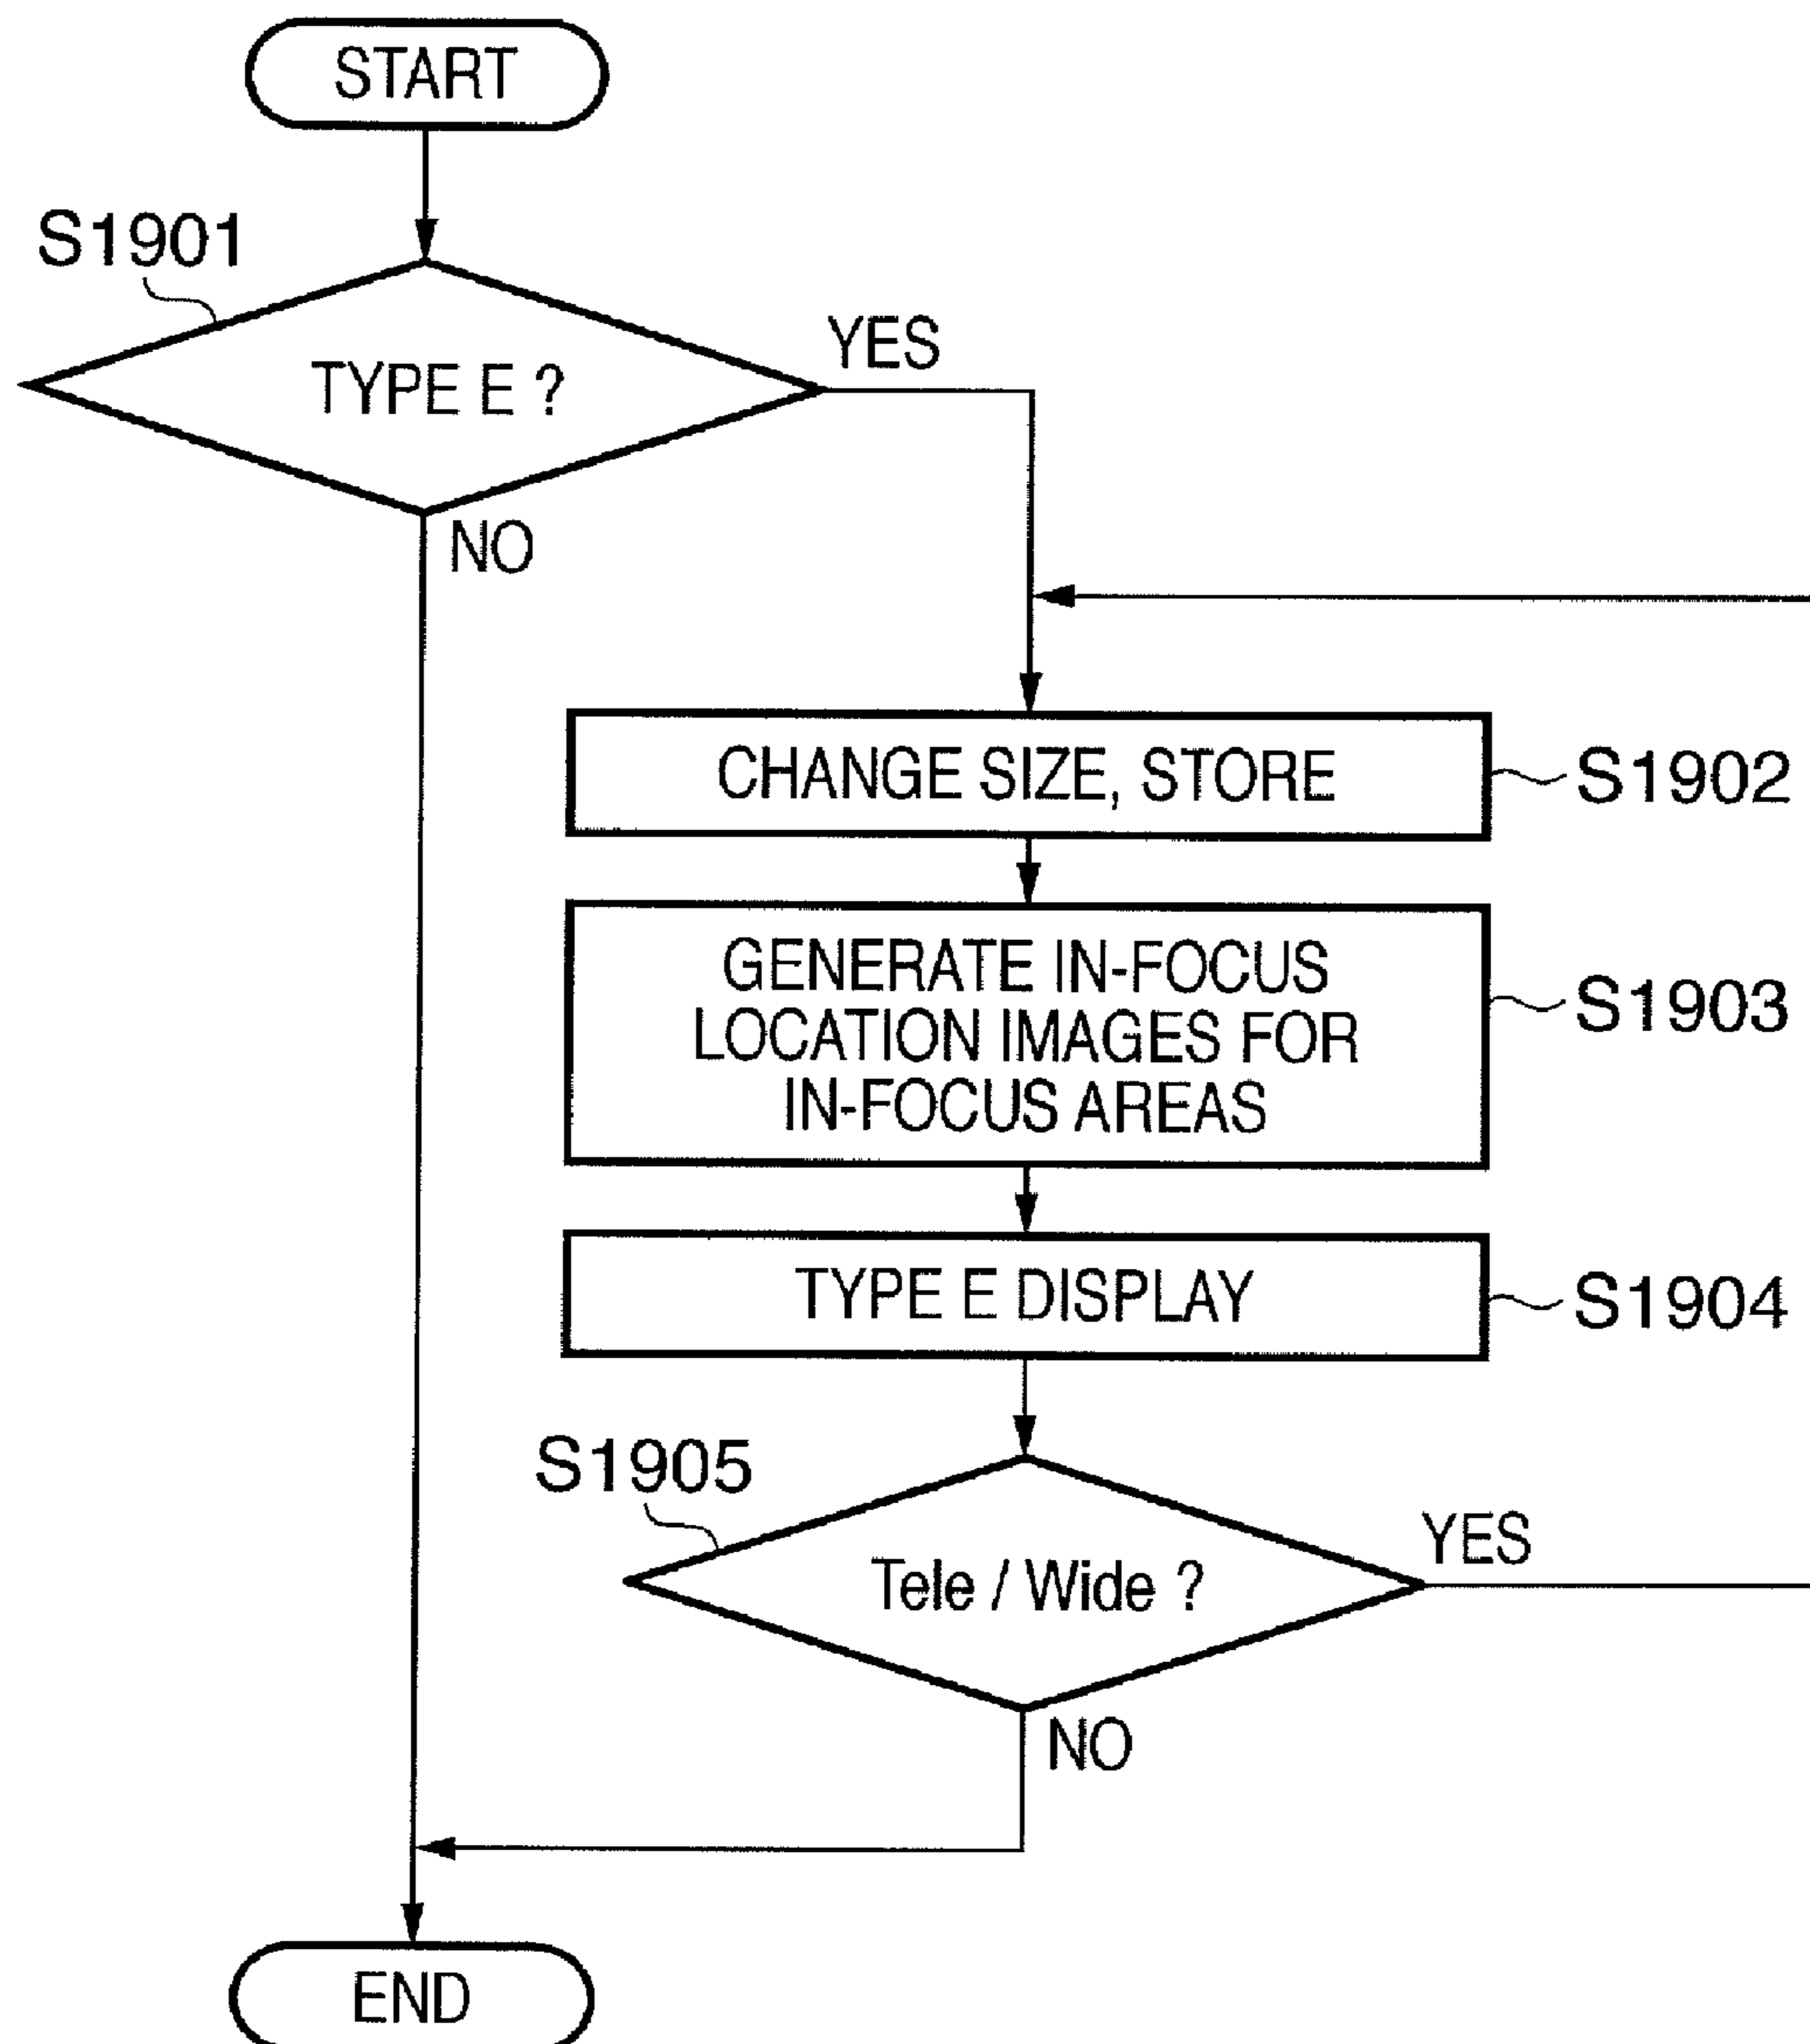 START
S1901
TYPE E ?
YES
NO
CHANGE SIZE, STORE
S1902
GENERATE IN-FOCUS
LOCATION IMAGES FOR
IN-FOCUS AREAS
S1903
TYPE E DISPLAY
S1904
S1905
Tele / Wide ?
YES
NO
END